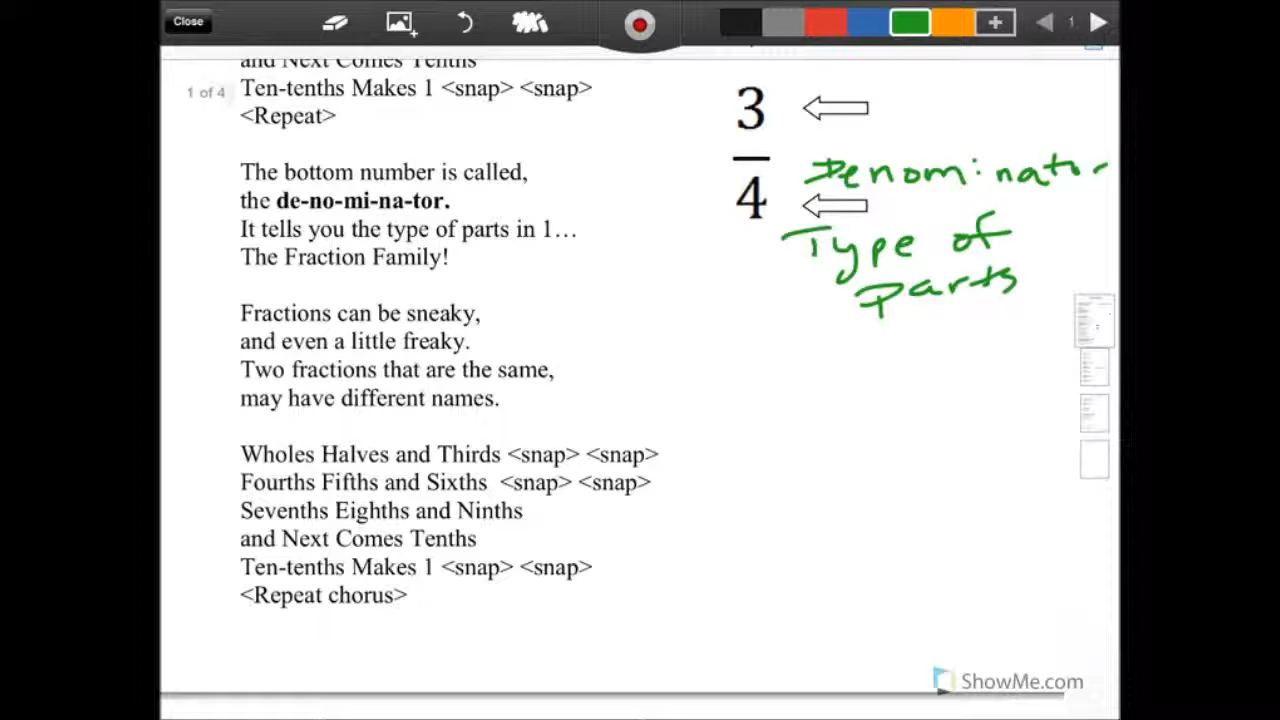 Close
1
and Next Comes Tenths
1 of 4
Ten-tenths Makes 1 <snap> <snap>
<Repeat>
The bottom number is called,
the de-no-mi-na-tor.
It tells you the type of parts in 1…
The Fraction Family!
Fractions can be sneaky,
and even a little freaky.
Two fractions that are the same,
may have different names.
Wholes Halves and Thirds <snap> <snap>
Fourths Fifths and Sixths <snap> <snap>
Sevenths Eighths and Ninths
and Next Comes Tenths
Ten-tenths Makes 1 <snap> <snap>
<Repeat chorus>
3
4
Denominator
Type of
parts
ShowMe.com